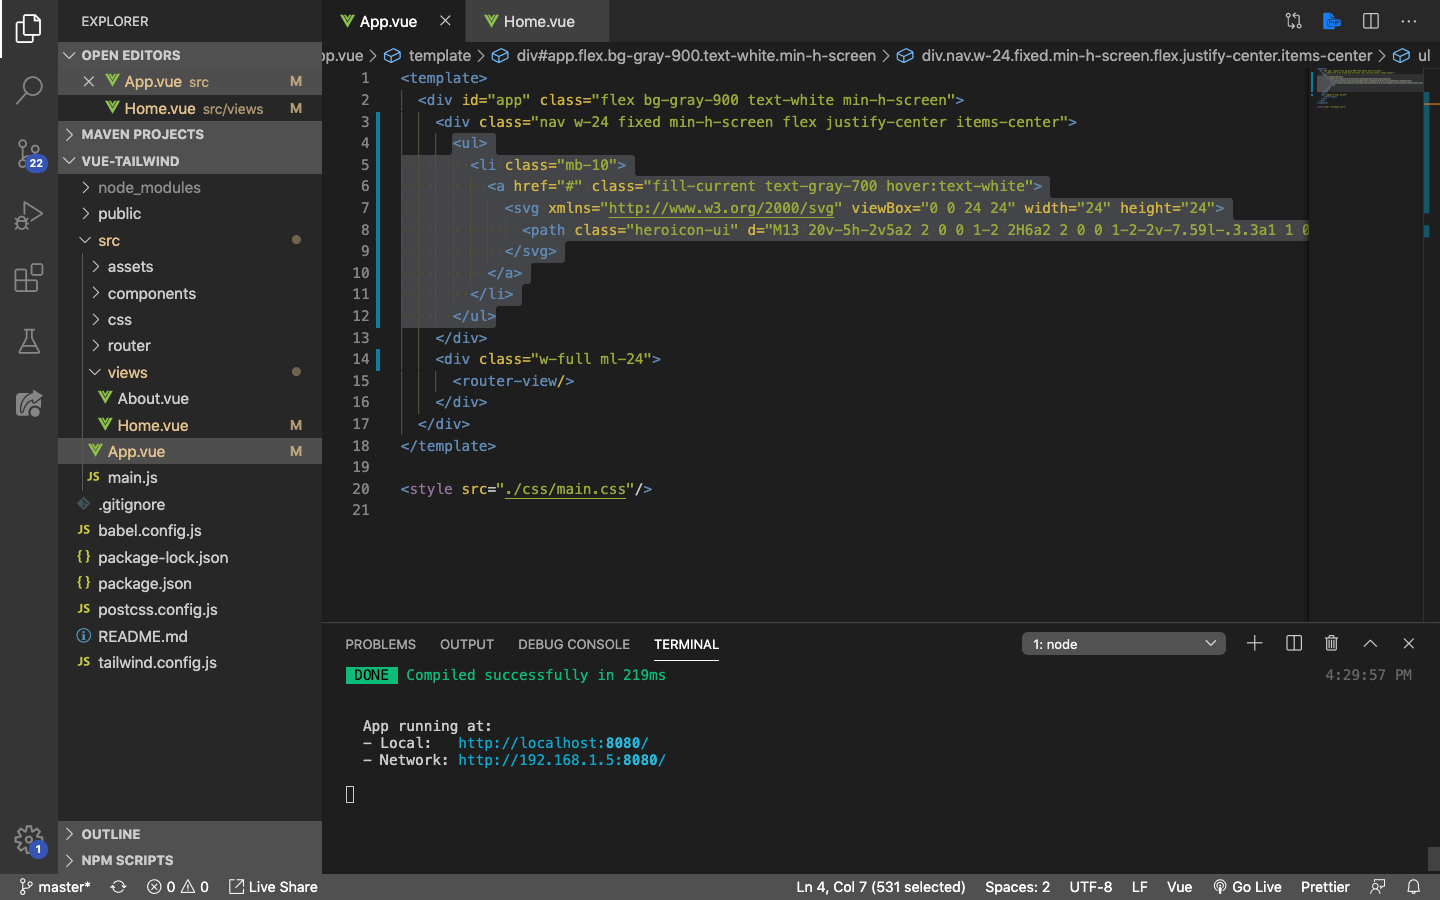 EXPLORER
OPEN EDITORS
App.vue src M
Home.vue src/views M
MAVEN PROJECTS
VUE-TAILWIND
node_modules
public
src
assets
components
css
router
views
About.vue
Home.vue M
App.vue M
JS main.js
.gitignore
JS babel.config.js
{} package-lock.json
{} package.json
JS postcss.config.js
README.md
JS tailwind.config.js
OUTLINE
NPM SCRIPTS
22
1
App.vue
Home.vue
pp.vue > template > div#app.flex.bg-gray-900.text-white.min-h-screen > div.nav.w-24.fixed.min-h-screen.flex.justify-center.items-center > ul
1 <template>
2 <div id="app" class="flex bg-gray-900 text-white min-h-screen">
3 <div class="nav w-24 fixed min-h-screen flex justify-center items-center">
4 <ul>
5 <li class="mb-10">
6 <a href="#" class="fill-current text-gray-700 hover:text-white">
7 <svg xmlns="http://www.w3.org/2000/svg" viewBox="0 0 24 24" width="24" height="24">
8 <path class="heroicon-ui" d="M13 20v-5h-2v5a2 2 0 0 1-2 2H6a2 2 0 0 1-2-2v-7.59l-.3.3a1 1 0
9 </svg>
10 </a>
11 </li>
12 </ul>
13 </div>
14 <div class="w-full ml-24">
15 <router-view/>
16 </div>
17 </div>
18 </template>
19
20 <style src="./css/main.css"/>
21
PROBLEMS OUTPUT DEBUG CONSOLE TERMINAL 1: node
DONE Compiled successfully in 219ms 4:29:57 PM
App running at:
- Local: http://localhost:8080/
- Network: http://192.168.1.5:8080/
master* 0 0 Live Share Ln 4, Col 7 (531 selected) Spaces: 2 UTF-8 LF Vue Go Live Prettier